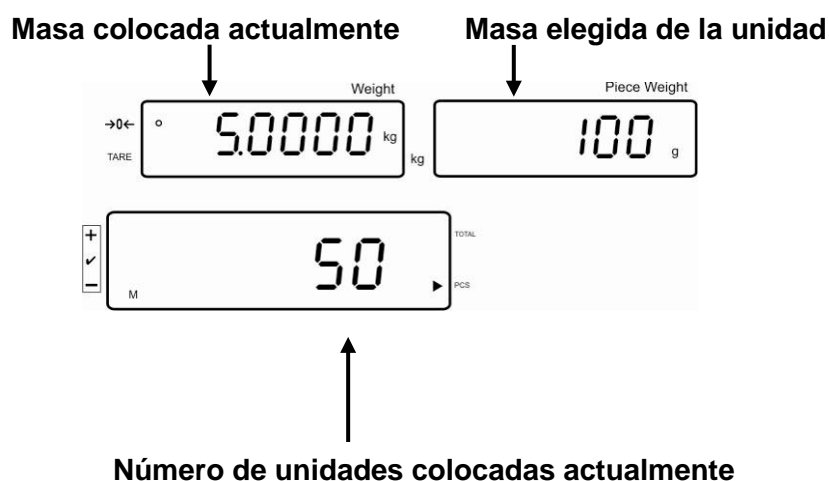 Masa colocada actualmente
Masa elegida de la unidad
Weight
Piece Weight
→0←
TARE
5.0000 kg
kg
100 g
+
✔
−
M
50
TOTAL
▶ PCS
Número de unidades colocadas actualmente